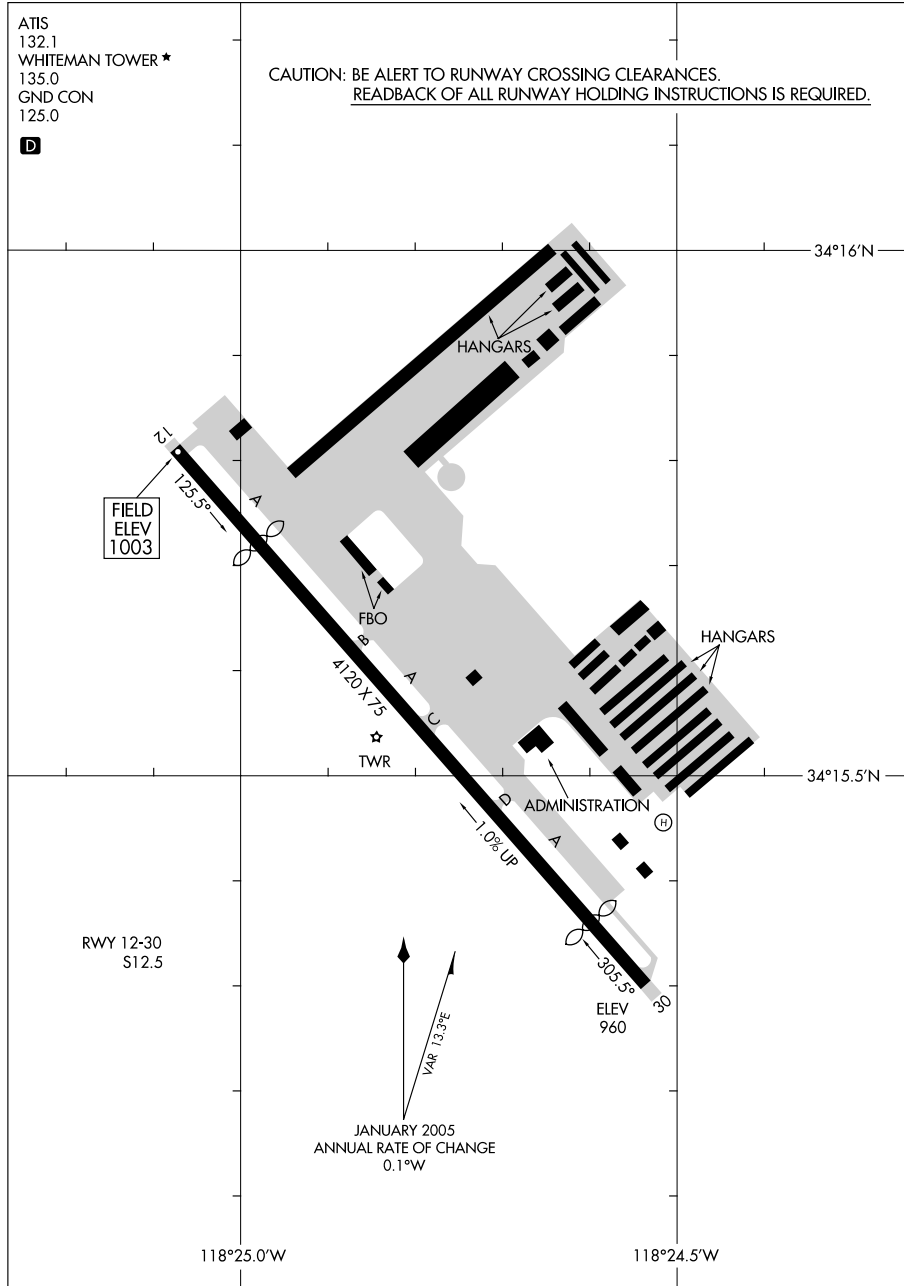 ATIS
132.1
WHITEMAN TOWER ★
135.0
GND CON
125.0
D
CAUTION: BE ALERT TO RUNWAY CROSSING CLEARANCES.
READBACK OF ALL RUNWAY HOLDING INSTRUCTIONS IS REQUIRED.
34°16'N
HANGARS
12
125.5°
A
FIELD
ELEV
1003
FBO
B
HANGARS
4120 X 75
A
C
TWR
34°15.5'N
D
ADMINISTRATION
1.0% UP
A
H
RWY 12-30
S12.5
305.5°
30
ELEV
960
VAR 13.3°E
JANUARY 2005
ANNUAL RATE OF CHANGE
0.1°W
118°25.0'W
118°24.5'W